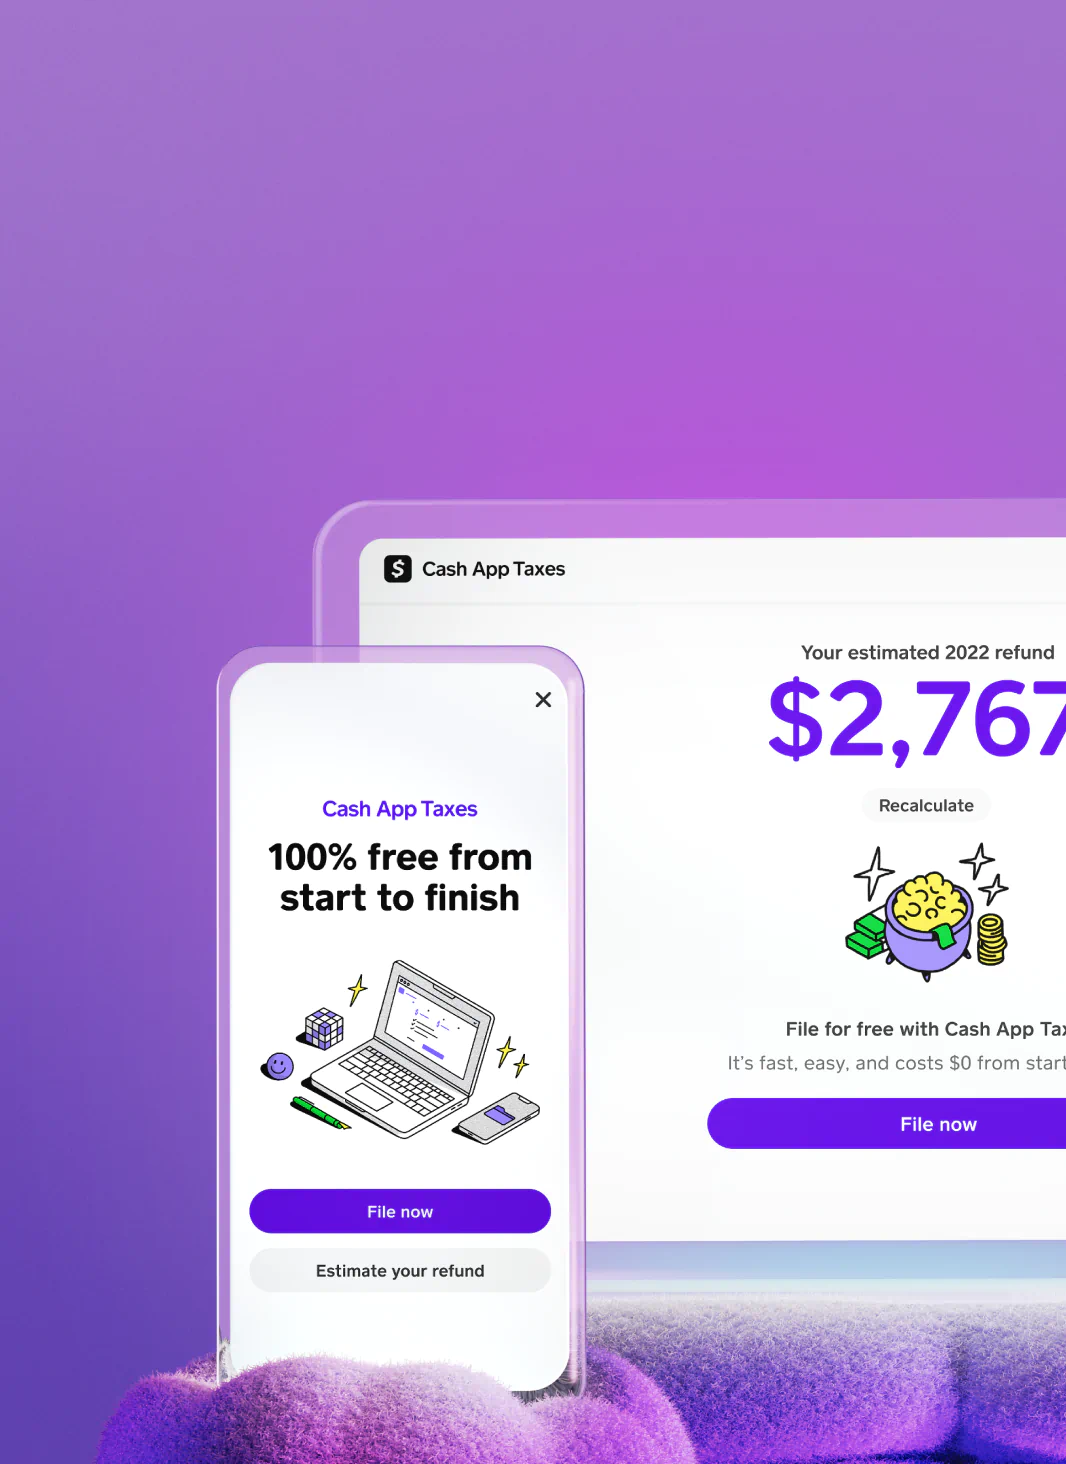 Cash App Taxes
Your estimated 2022 refund
$2,767
Recalculate
File for free with Cash App
It's fast, easy, and costs $0 from start
File now
Cash App Taxes
100% free from
start to finish
File now
Estimate your refund